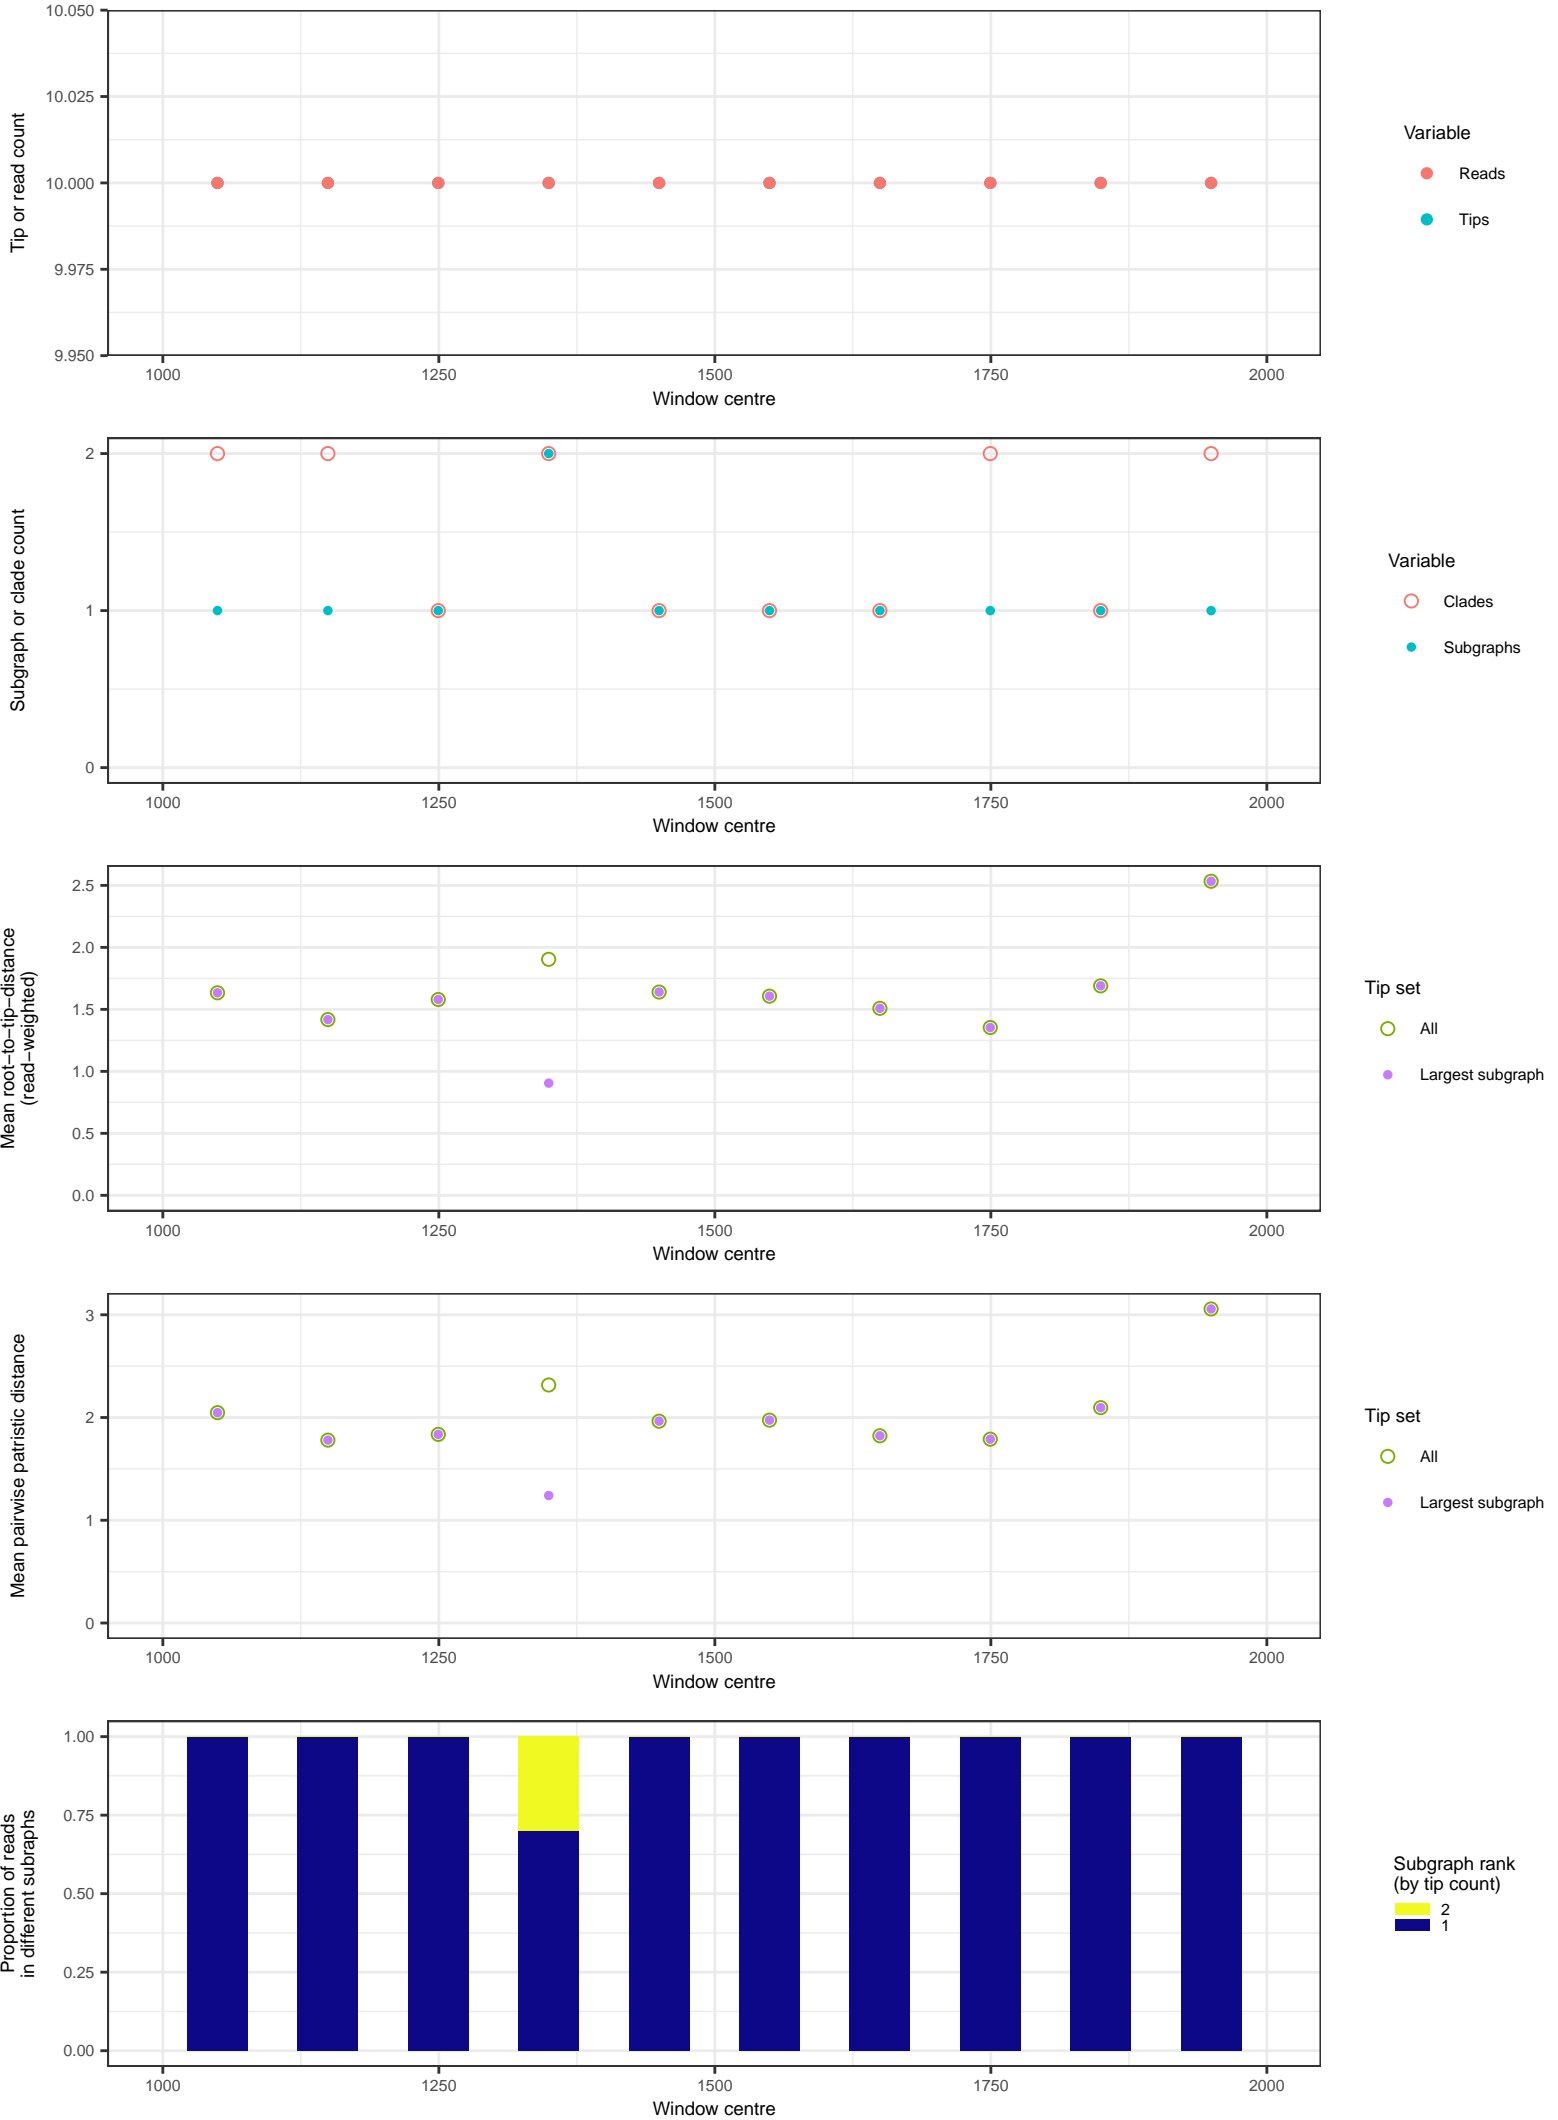 10.050
10.025
10.000
9.975
9.950
Tip or read count
1000 1250 1500 1750 2000
Window centre
Variable
Reads
Tips
2
1
0
Subgraph or clade count
1000 1250 1500 1750 2000
Window centre
Variable
Clades
Subgraphs
2.5
2.0
1.5
1.0
0.5
0.0
Mean root−to−tip−distance
(read−weighted)
1000 1250 1500 1750 2000
Window centre
Tip set
All
Largest subgraph
3
2
1
0
Mean pairwise patristic distance
1000 1250 1500 1750 2000
Window centre
Tip set
All
Largest subgraph
1.00
0.75
0.50
0.25
0.00
Proportion of reads
in different subraphs
1000 1250 1500 1750 2000
Window centre
Subgraph rank
(by tip count)
2
1